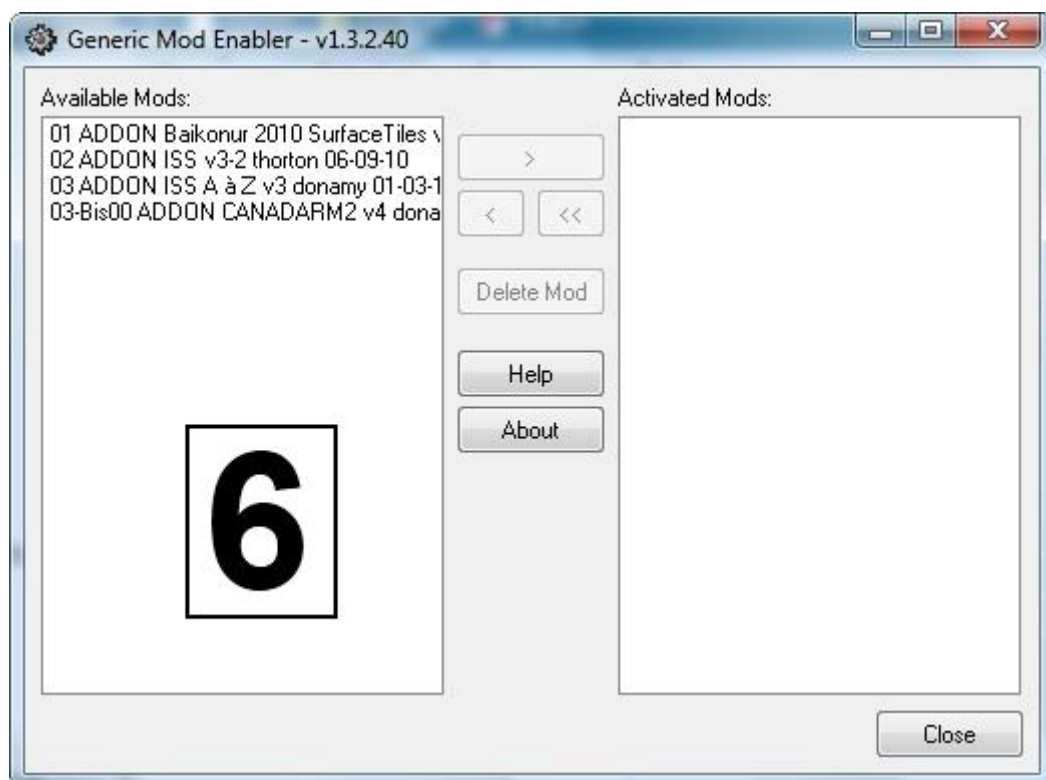 Generic Mod Enabler - v1.3.2.40
Available Mods:
Activated Mods:
01 ADDON Baikonur 2010 SurfaceTiles
02 ADDON ISS v3-2 thorton 06-09-10
03 ADDON ISS A à Z v3 donamy 01-03-1
03-Bis00 ADDON CANADARM2 v4 dona
>
< <<
Delete Mod
Help
About
6
Close